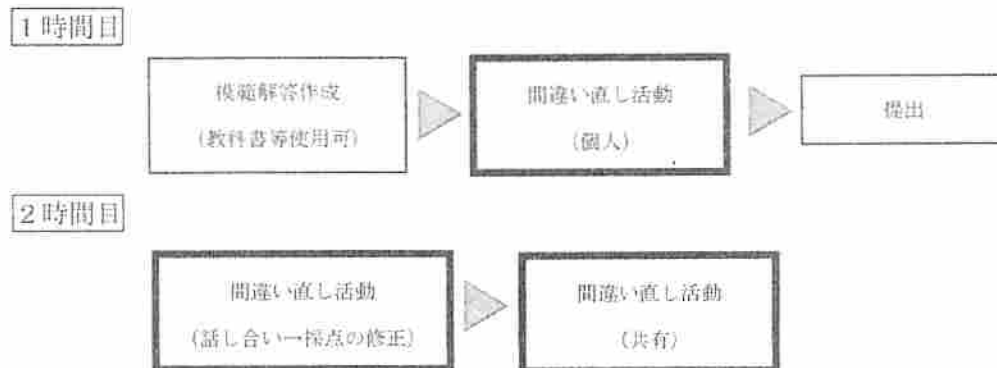 1時間目
模範解答作成
(教科書等使用可)
間違い直し活動
(個人)
提出
2時間目
間違い直し活動
(話し合い→採点の修正)
間違い直し活動
(共有)